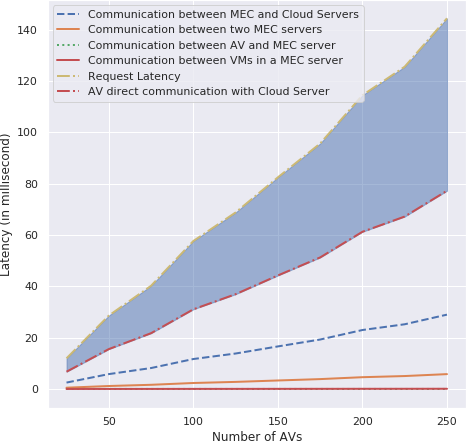 Communication between MEC and Cloud Servers
Communication between two MEC servers
Communication between AV and MEC server
Communication between VMs in a MEC server
Request Latency
AV direct communication with Cloud Server
140
120
100
80
60
40
20
0
Latency (in millisecond)
50
100
150
200
250
Number of AVs